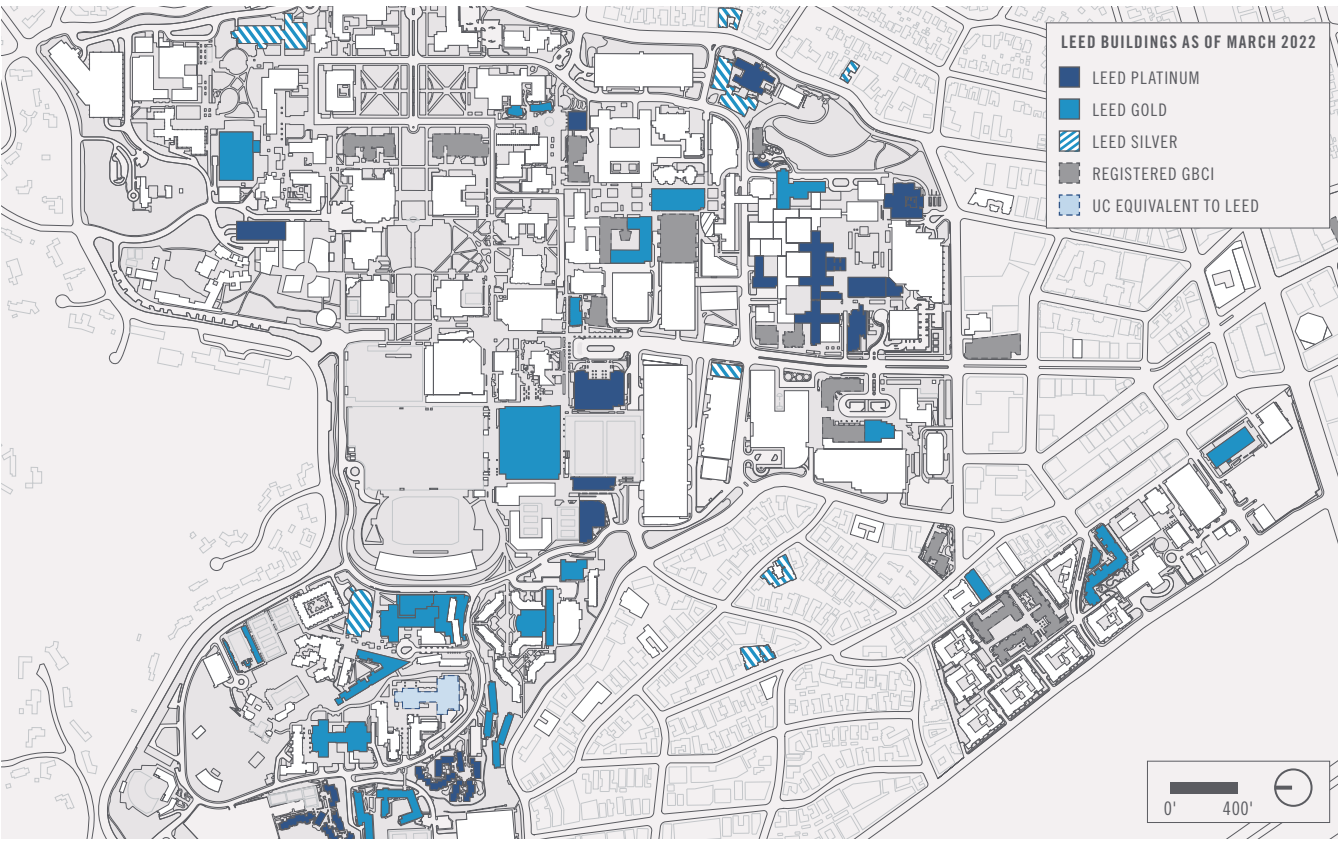 LEED BUILDINGS AS OF MARCH 2022
LEED PLATINUM
LEED GOLD
LEED SILVER
REGISTERED GBCI
UC EQUIVALENT TO LEED
0' 400'